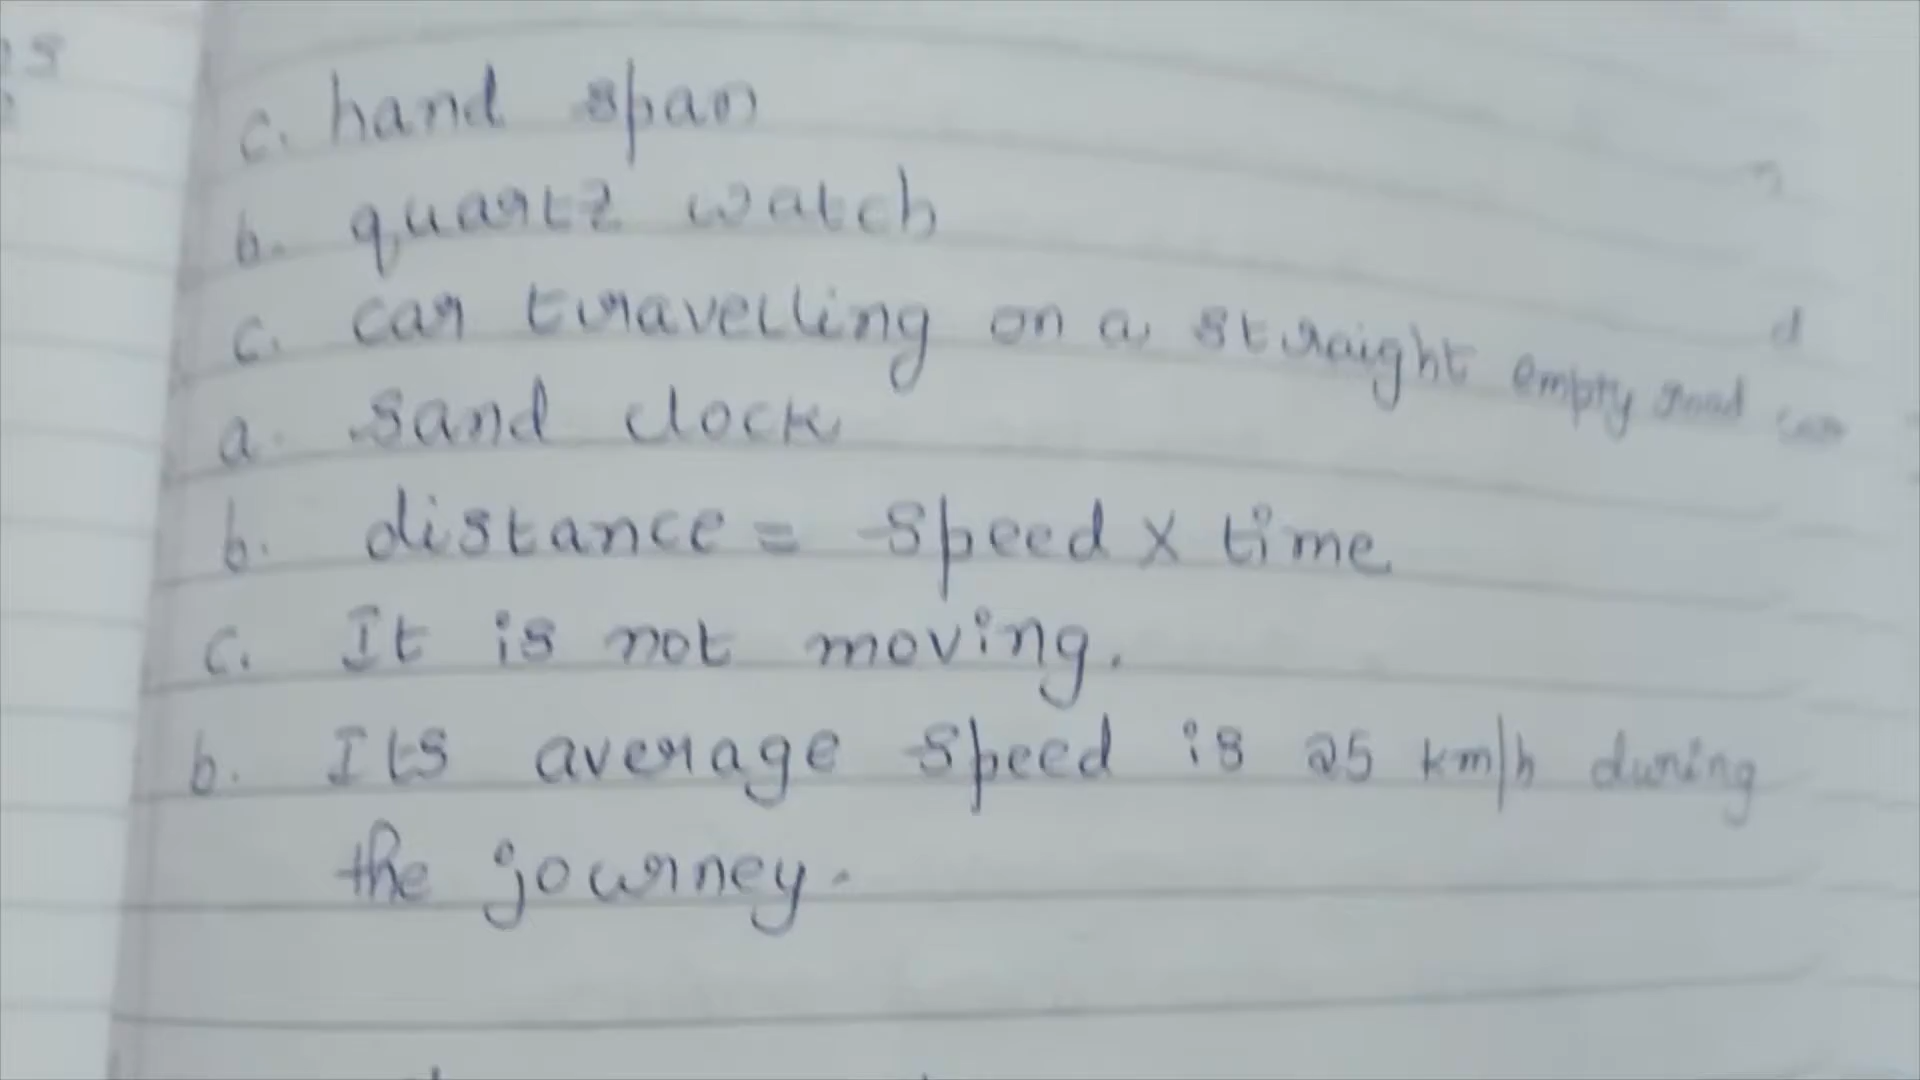 c. hand span
b. quartz watch
c. car travelling on a straight empty road
a. sand clock
b. distance = speed x time
c. It is not moving.
b. Its average speed is 25 km/h during
the journey.